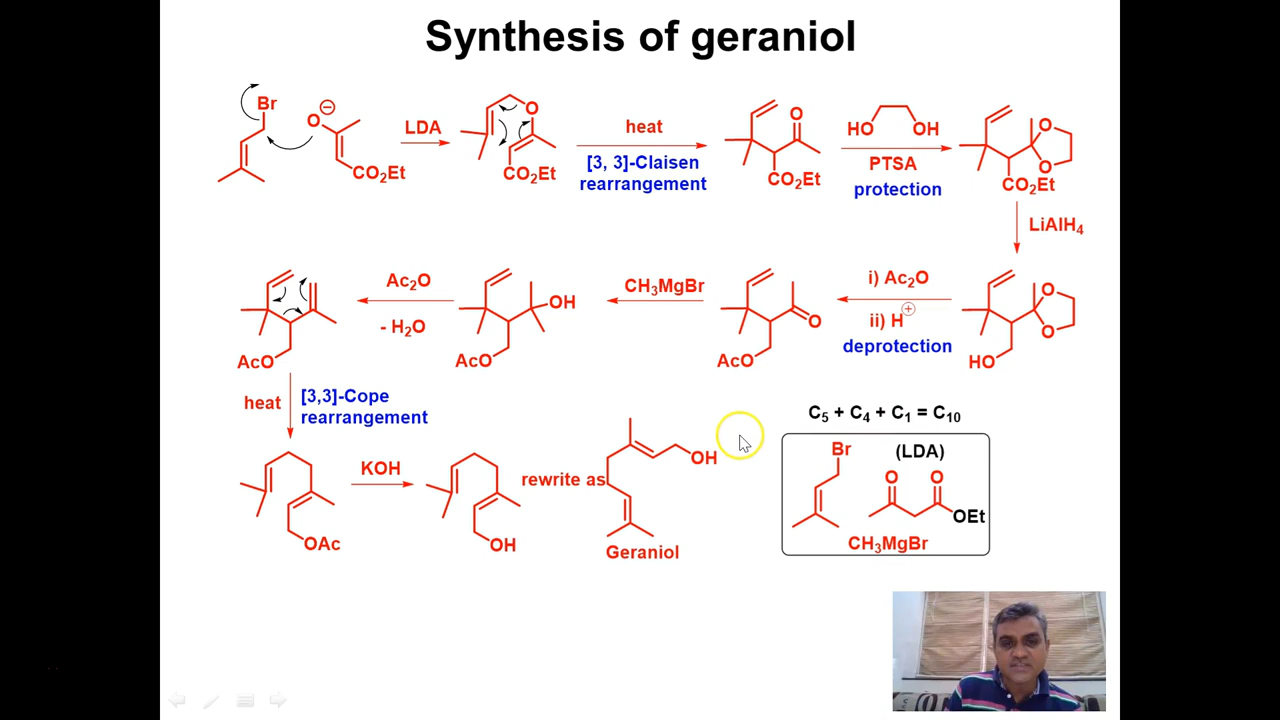 Synthesis of geraniol
Br
O⊖
CO₂Et
LDA
O
CO₂Et
heat
[3, 3]-Claisen
rearrangement
O
CO₂Et
HO OH
PTSA
protection
O
O
CO₂Et
LiAlH₄
AcO
Ac₂O
- H₂O
OH
AcO
CH₃MgBr
O
AcO
i) Ac₂O
ii) H⊕
deprotection
O
O
HO
heat
[3,3]-Cope
rearrangement
OAc
KOH
OH
rewrite as
OH
Geraniol
C₅ + C₄ + C₁ = C₁₀
Br
(LDA)
O O
OEt
CH₃MgBr